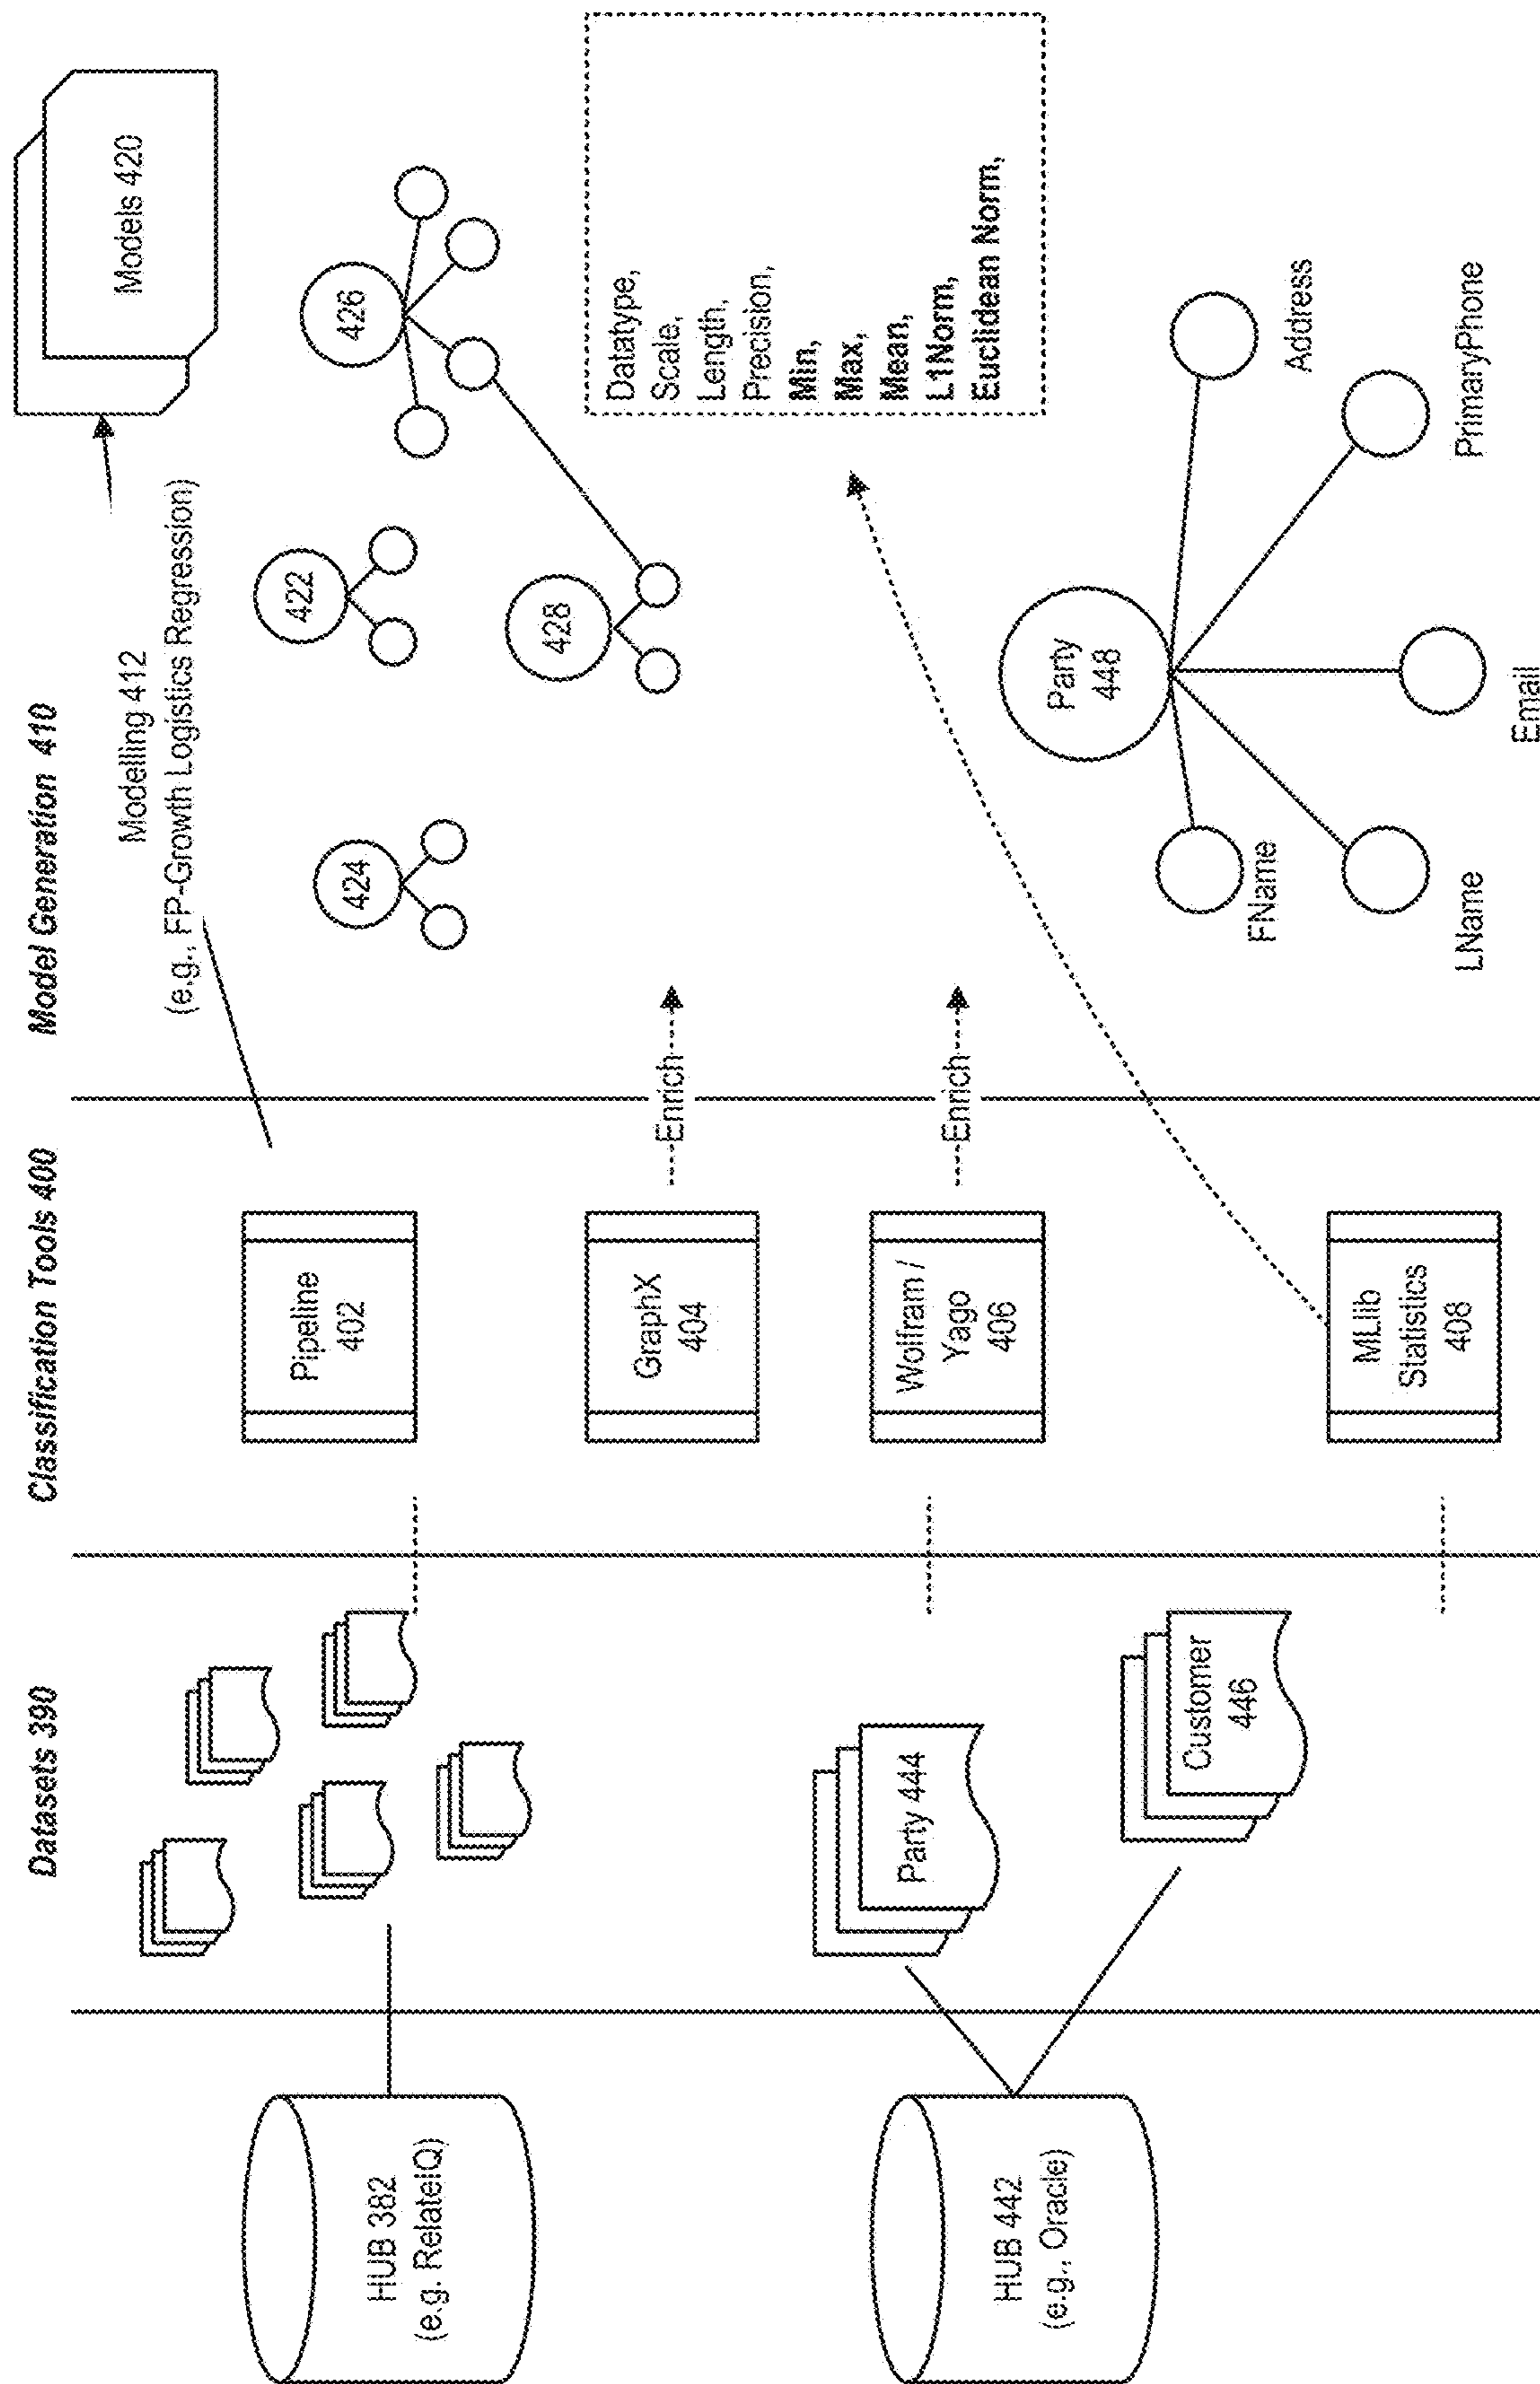 Datasets 390
Classification Tools 400
Model Generation 410
HUB 382
(e.g. RelateIQ)
HUB 442
(e.g., Oracle)
Party 444
Customer
446
Pipeline
402
GraphX
404
Wolfram /
Yago
406
MLlib
Statistics
408
Enrich
Enrich
Modelling 412
(e.g., FP-Growth Logistics Regression)
Models 420
424
422
426
428
Datatype,
Scale,
Length,
Precision,
Min,
Max,
Mean,
L1Norm,
Euclidean Norm,
Party
448
FName
LName
Email
PrimaryPhone
Address